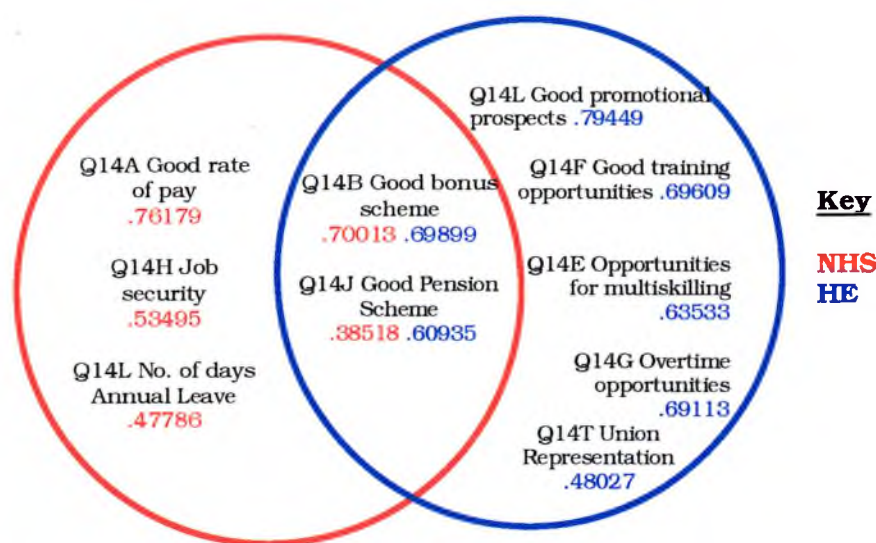 Q14A Good rate
of pay
.76179
Q14H Job
security
.53495
Q14L No. of days
Annual Leave
.47786
Q14B Good bonus
scheme
.70013 .69899
Q14J Good Pension
Scheme
.38518 .60935
Q14L Good promotional
prospects .79449
Q14F Good training
opportunities .69609
Q14E Opportunities
for multiskilling
.63533
Q14G Overtime
opportunities
.69113
Q14T Union
Representation
.48027
Key
NHS
HE